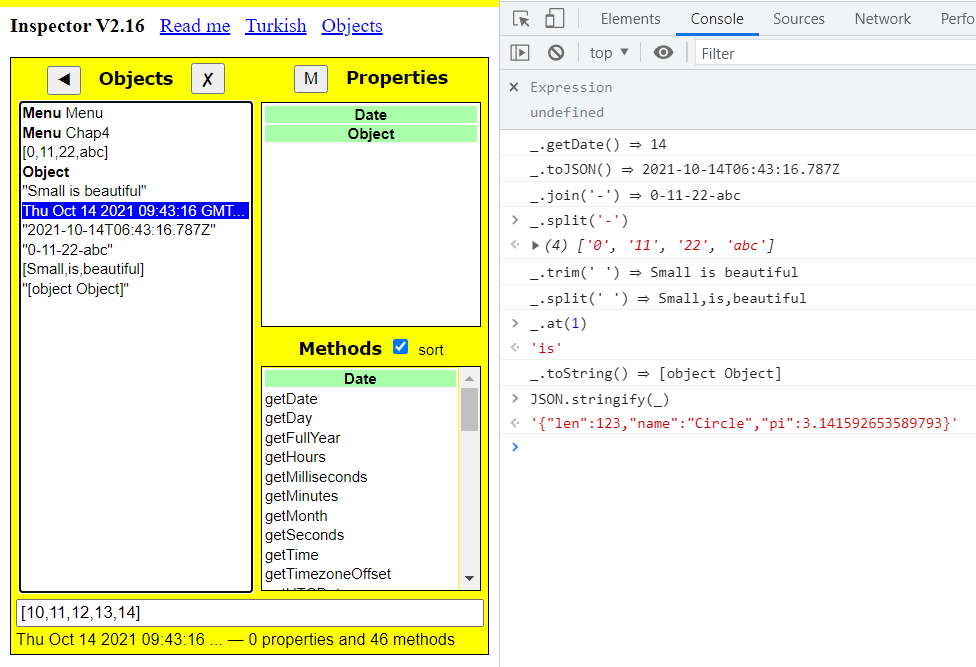 Inspector V2.16 Read me Turkish Objects
◄ Objects ✗
M Properties
Menu Menu
Menu Chap4
[0,11,22,abc]
Object
"Small is beautiful"
Thu Oct 14 2021 09:43:16 GMT...
"2021-10-14T06:43:16.787Z"
"0-11-22-abc"
[Small,is,beautiful]
"[object Object]"
Date
Object
Methods sort
Date
getDate
getDay
getFullYear
getHours
getMilliseconds
getMinutes
getMonth
getSeconds
getTime
getTimezoneOffset
[10,11,12,13,14]
Thu Oct 14 2021 09:43:16 ... — 0 properties and 46 methods
Elements Console Sources Network Perfo
top ▼ Filter
× Expression
undefined
_.getDate() ⇒ 14
_.toJSON() ⇒ 2021-10-14T06:43:16.787Z
_.join('-') ⇒ 0-11-22-abc
> _.split('-')
<· ▶(4) ['0', '11', '22', 'abc']
_.trim(' ') ⇒ Small is beautiful
_.split(' ') ⇒ Small,is,beautiful
> _.at(1)
<· 'is'
_.toString() ⇒ [object Object]
> JSON.stringify(_)
<· '{"len":123,"name":"Circle","pi":3.141592653589793}'
>